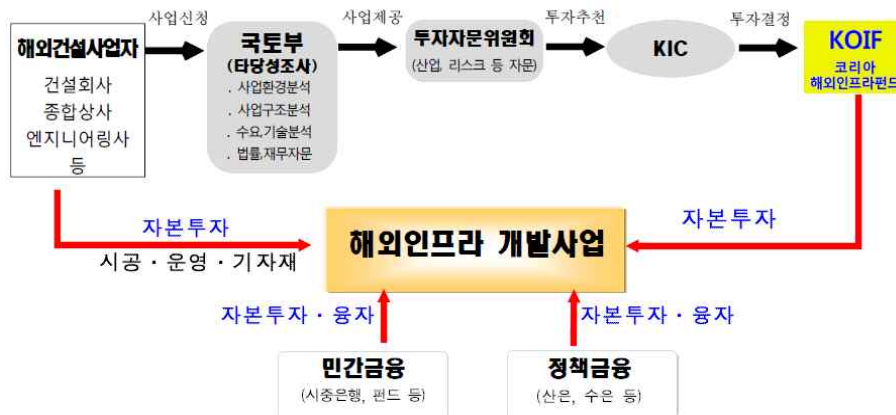 사업신청
사업제공
투자추천
투자결정
해외건설사업자
건설회사
종합상사
엔지니어링사
등
국토부
(타당성조사)
. 사업환경분석
. 사업구조분석
. 수요,기술분석
. 법률,재무자문
투자자문위원회
(산업, 리스크 등 자문)
KIC
KOIF
코리아
해외인프라펀드
자본투자
시공·운영·기자재
해외인프라 개발사업
자본투자
자본투자·융자
자본투자·융자
민간금융
(시중은행, 펀드 등)
정책금융
(산은, 수은 등)